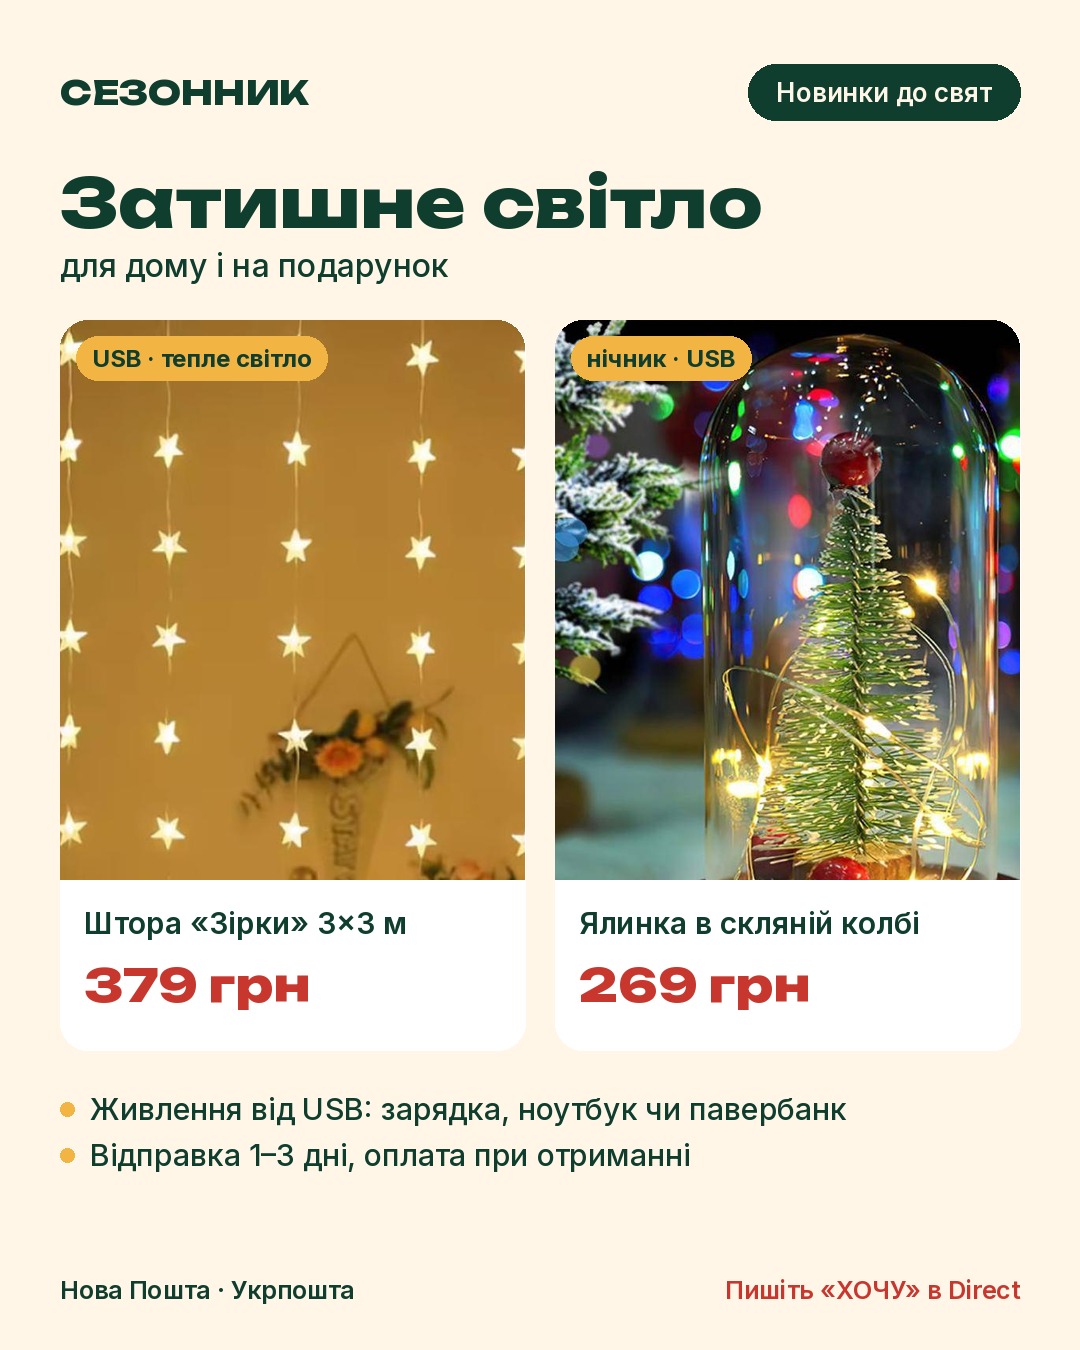 СЕЗОННИК
Новинки до свят
Затишне світло
для дому і на подарунок
USB · тепле світло
нічник · USB
Штора «Зірки» 3×3 м
379 грн
Ялинка в скляній колбі
269 грн
Живлення від USB: зарядка, ноутбук чи павербанк
Відправка 1–3 дні, оплата при отриманні
Нова Пошта · Укрпошта
Пишіть «ХОЧУ» в Direct